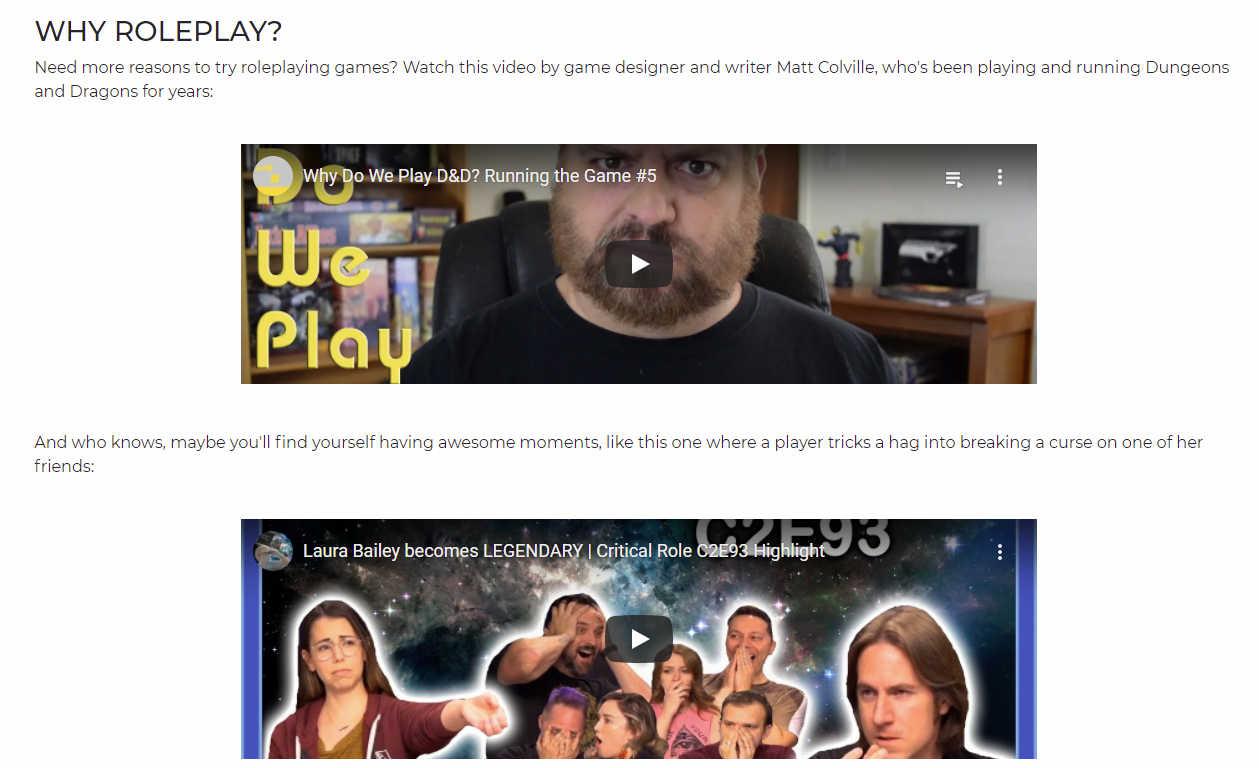 WHY ROLEPLAY?
Need more reasons to try roleplaying games? Watch this video by game designer and writer Matt Colville, who's been playing and running Dungeons
and Dragons for years:
Why Do We Play D&D? Running the Game #5
Do
We
Play
And who knows, maybe you'll find yourself having awesome moments, like this one where a player tricks a hag into breaking a curse on one of her
friends:
C2E93
Laura Bailey becomes LEGENDARY | Critical Role C2E93 Highlight